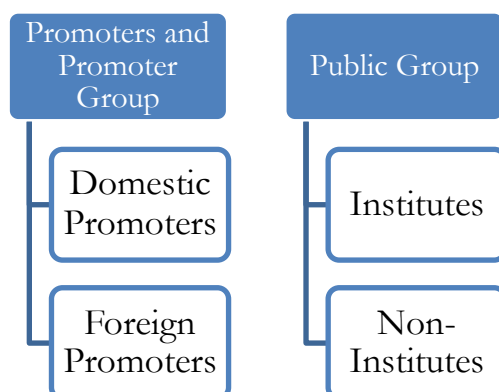 Promoters and
Promoter
Group
Domestic
Promoters
Foreign
Promoters
Public Group
Institutes
Non-
Institutes